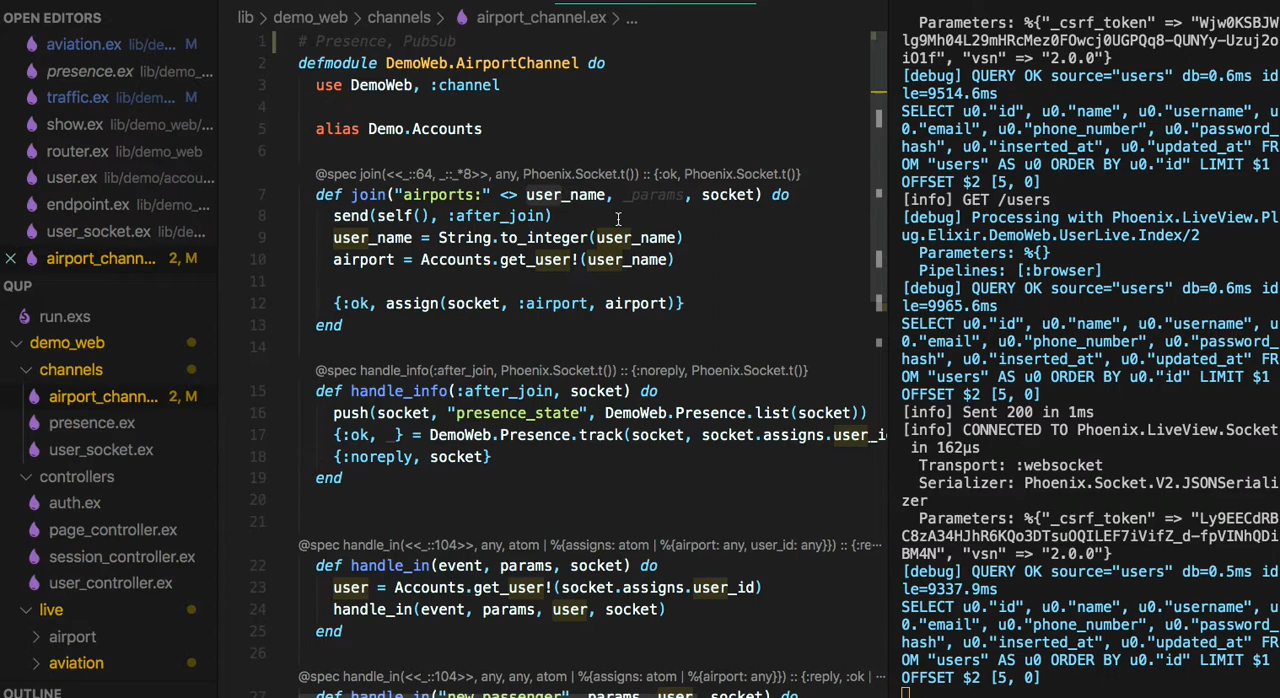 OPEN EDITORS
aviation.ex lib/de... M
presence.ex lib/demo_...
traffic.ex lib/dem... M
show.ex lib/demo_web/...
router.ex lib/demo_web
user.ex lib/demo/accou...
endpoint.ex lib/demo_...
user_socket.ex lib/de...
airport_chann... 2, M
QUP
run.exs
demo_web
channels
airport_chann... 2, M
presence.ex
user_socket.ex
controllers
auth.ex
page_controller.ex
session_controller.ex
user_controller.ex
live
airport
aviation
OUTLINE
lib > demo_web > channels > airport_channel.ex > ...
1 # Presence, PubSub
2 defmodule DemoWeb.AirportChannel do
3 use DemoWeb, :channel
4
5 alias Demo.Accounts
6
@spec join(<<_::64, _::_*8>>, any, Phoenix.Socket.t()) :: {:ok, Phoenix.Socket.t()}
7 def join("airports:" <> user_name, _params, socket) do
8 send(self(), :after_join)
9 user_name = String.to_integer(user_name)
10 airport = Accounts.get_user!(user_name)
11
12 {:ok, assign(socket, :airport, airport)}
13 end
14
@spec handle_info(:after_join, Phoenix.Socket.t()) :: {:noreply, Phoenix.Socket.t()}
15 def handle_info(:after_join, socket) do
16 push(socket, "presence_state", DemoWeb.Presence.list(socket))
17 {:ok, _} = DemoWeb.Presence.track(socket, socket.assigns.user_i
18 {:noreply, socket}
19 end
20
21
@spec handle_in(<<_::104>>, any, atom | %{assigns: atom | %{airport: any, user_id: any}}) :: {:re...
22 def handle_in(event, params, socket) do
23 user = Accounts.get_user!(socket.assigns.user_id)
24 handle_in(event, params, user, socket)
25 end
26
@spec handle_in(<<_::104>>, any, any, atom | %{assigns: atom | %{airport: any}}) :: {:reply, :ok | ...
27 def handle_in("new_passenger", params, user, socket) do
Parameters: %{"_csrf_token" => "Wjw0KSBJW
lg9Mh04L29mHRcMez0FOwcj0UGPQq8-QUNYy-Uzuj2o
iO1f", "vsn" => "2.0.0"}
[debug] QUERY OK source="users" db=0.6ms id
le=9514.6ms
SELECT u0."id", u0."name", u0."username", u
0."email", u0."phone_number", u0."password_
hash", u0."inserted_at", u0."updated_at" FR
OM "users" AS u0 ORDER BY u0."id" LIMIT $1
OFFSET $2 [5, 0]
[info] GET /users
[debug] Processing with Phoenix.LiveView.Pl
ug.Elixir.DemoWeb.UserLive.Index/2
Parameters: %{}
Pipelines: [:browser]
[debug] QUERY OK source="users" db=0.6ms id
le=9965.6ms
SELECT u0."id", u0."name", u0."username", u
0."email", u0."phone_number", u0."password_
hash", u0."inserted_at", u0."updated_at" FR
OM "users" AS u0 ORDER BY u0."id" LIMIT $1
OFFSET $2 [5, 0]
[info] Sent 200 in 1ms
[info] CONNECTED TO Phoenix.LiveView.Socket
in 162µs
Transport: :websocket
Serializer: Phoenix.Socket.V2.JSONSeriali
zer
Parameters: %{"_csrf_token" => "Ly9EECdRB
C8zA34HJhR6KQo3DTsuOQILEF7iVifZ_d-fpVINhQDi
BM4N", "vsn" => "2.0.0"}
[debug] QUERY OK source="users" db=0.5ms id
le=9337.9ms
SELECT u0."id", u0."name", u0."username", u
0."email", u0."phone_number", u0."password_
hash", u0."inserted_at", u0."updated_at" FR
OM "users" AS u0 ORDER BY u0."id" LIMIT $1
OFFSET $2 [5, 0]